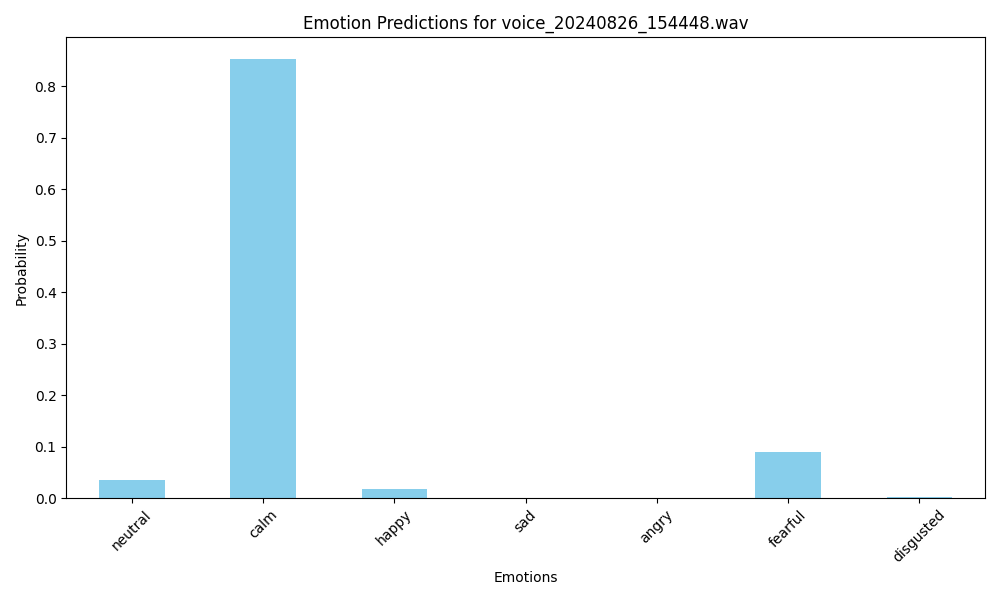 Emotion Predictions for voice_20240826_154448.wav
Probability
0.8
0.7
0.6
0.5
0.4
0.3
0.2
0.1
0.0
neutral
calm
happy
sad
angry
fearful
disgusted
Emotions